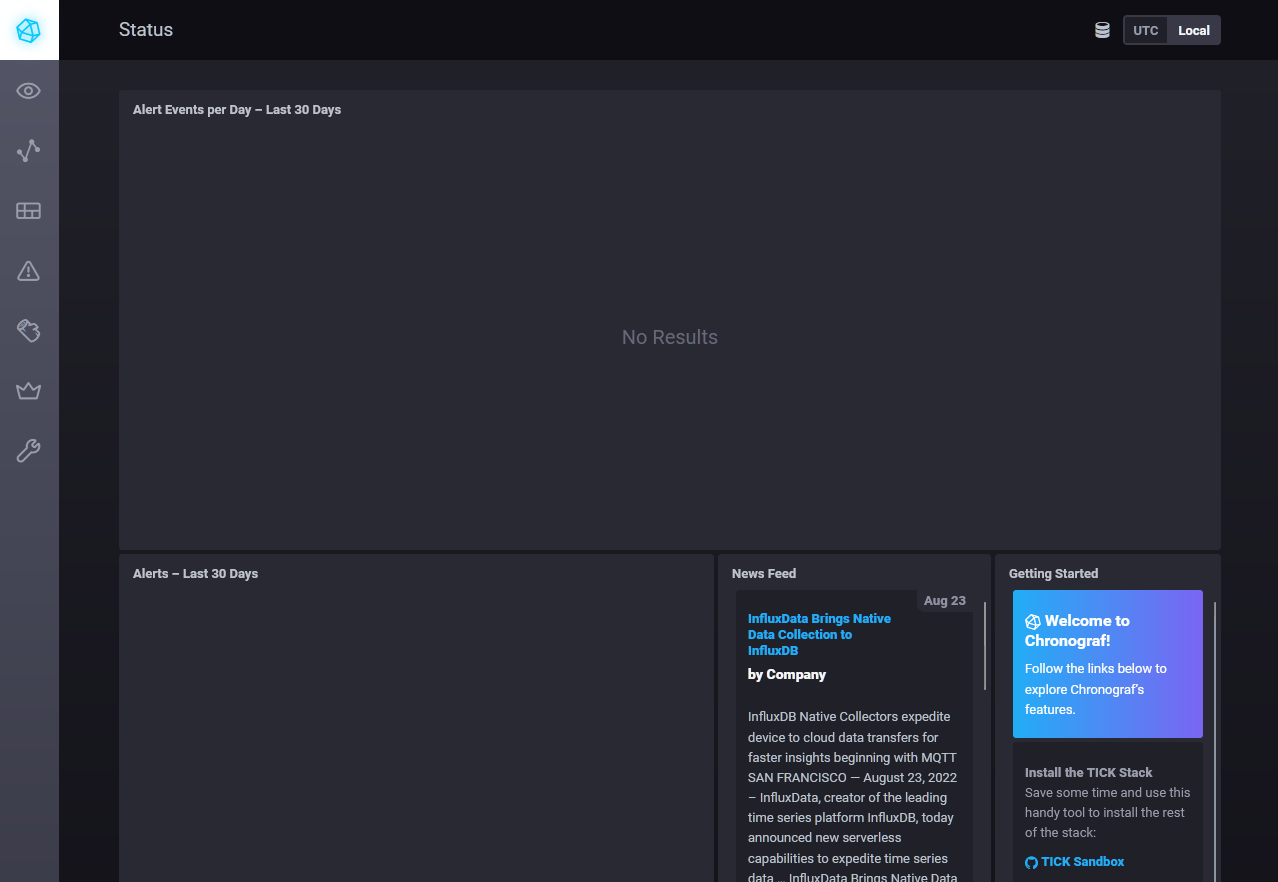 Status
UTC
Local
Alert Events per Day – Last 30 Days
No Results
Alerts – Last 30 Days
News Feed
Aug 23
InfluxData Brings Native
Data Collection to
InfluxDB
by Company
InfluxDB Native Collectors expedite
device to cloud data transfers for
faster insights beginning with MQTT
SAN FRANCISCO — August 23, 2022
– InfluxData, creator of the leading
time series platform InfluxDB, today
announced new serverless
capabilities to expedite time series
data ... InfluxData Brings Native Data
Getting Started
Welcome to
Chronograf!
Follow the links below to
explore Chronograf’s
features.
Install the TICK Stack
Save some time and use this
handy tool to install the rest
of the stack:
TICK Sandbox